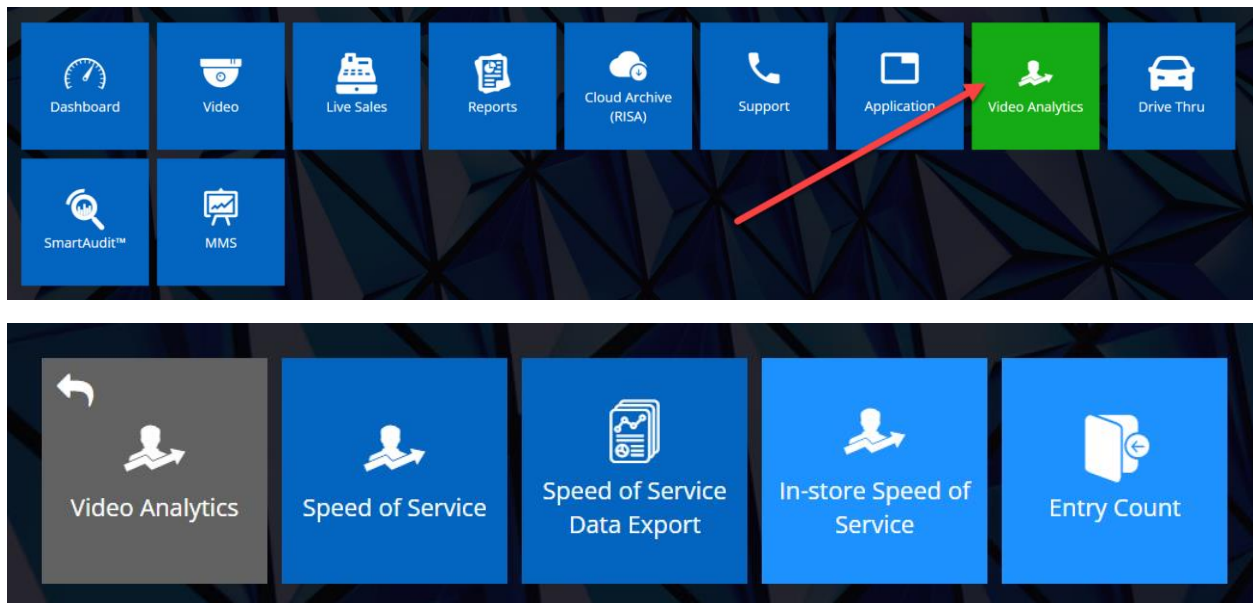 Dashboard
Video
Live Sales
Reports
Cloud Archive
(RISA)
Support
Application
Video Analytics
Drive Thru
SmartAudit™
MMS
Video Analytics
Speed of Service
Speed of Service
Data Export
In-store Speed of
Service
Entry Count